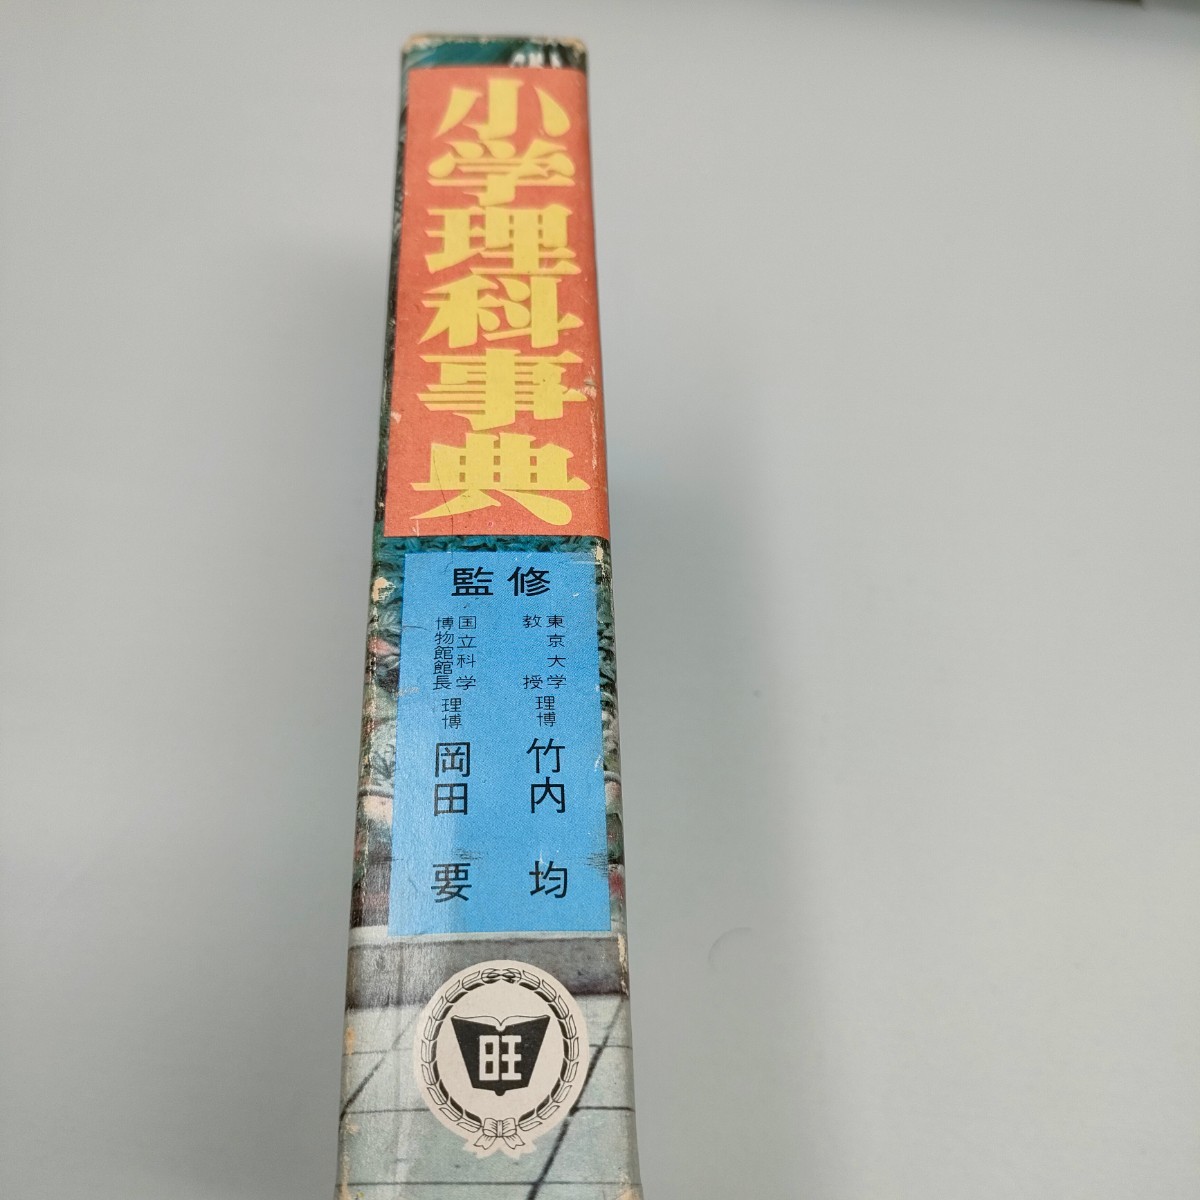 小学理科事典
監修
東京大学
教授
理博
竹内 均
国立科学
博物館館長
理博
岡田 要
旺